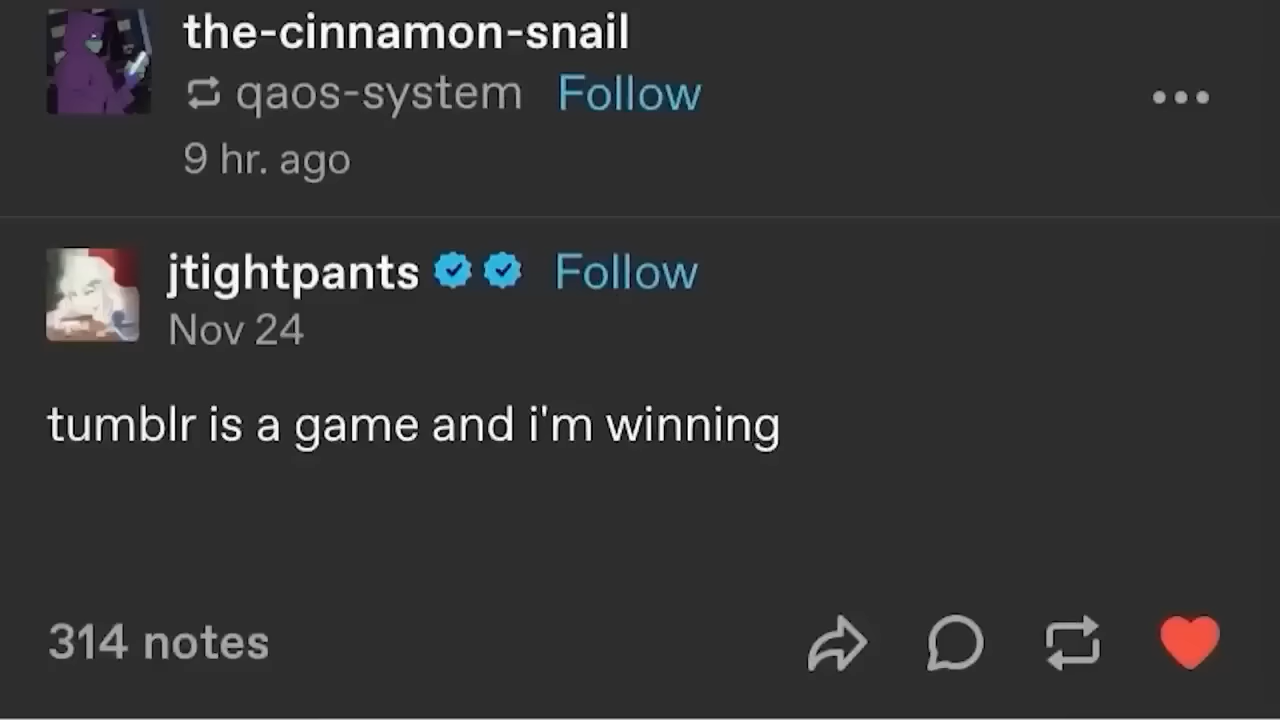 the-cinnamon-snail
qaos-system Follow
9 hr. ago
jtightpants Follow
Nov 24
tumblr is a game and i'm winning
314 notes